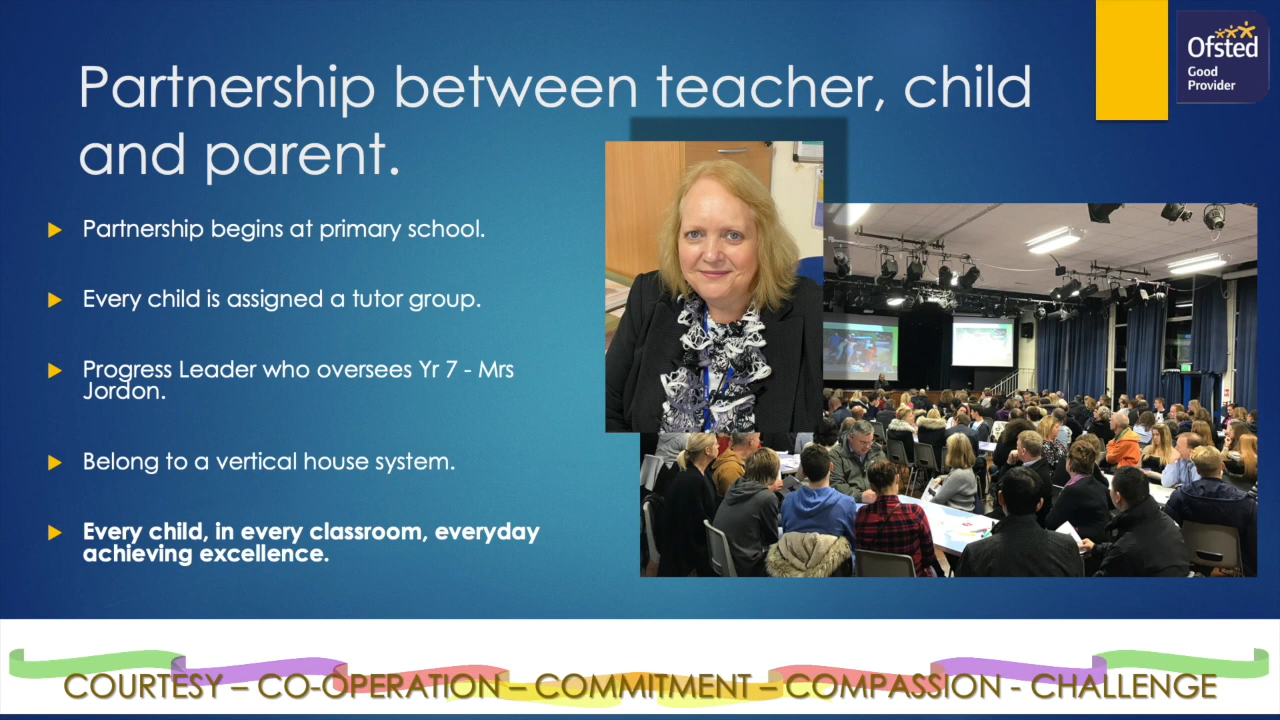 Partnership between teacher, child
and parent.
Ofsted
Good
Provider
Partnership begins at primary school.
Every child is assigned a tutor group.
Progress Leader who oversees Yr 7 - Mrs
Jordon.
Belong to a vertical house system.
Every child, in every classroom, everyday
achieving excellence.
COURTESY – CO-OPERATION – COMMITMENT – COMPASSION - CHALLENGE